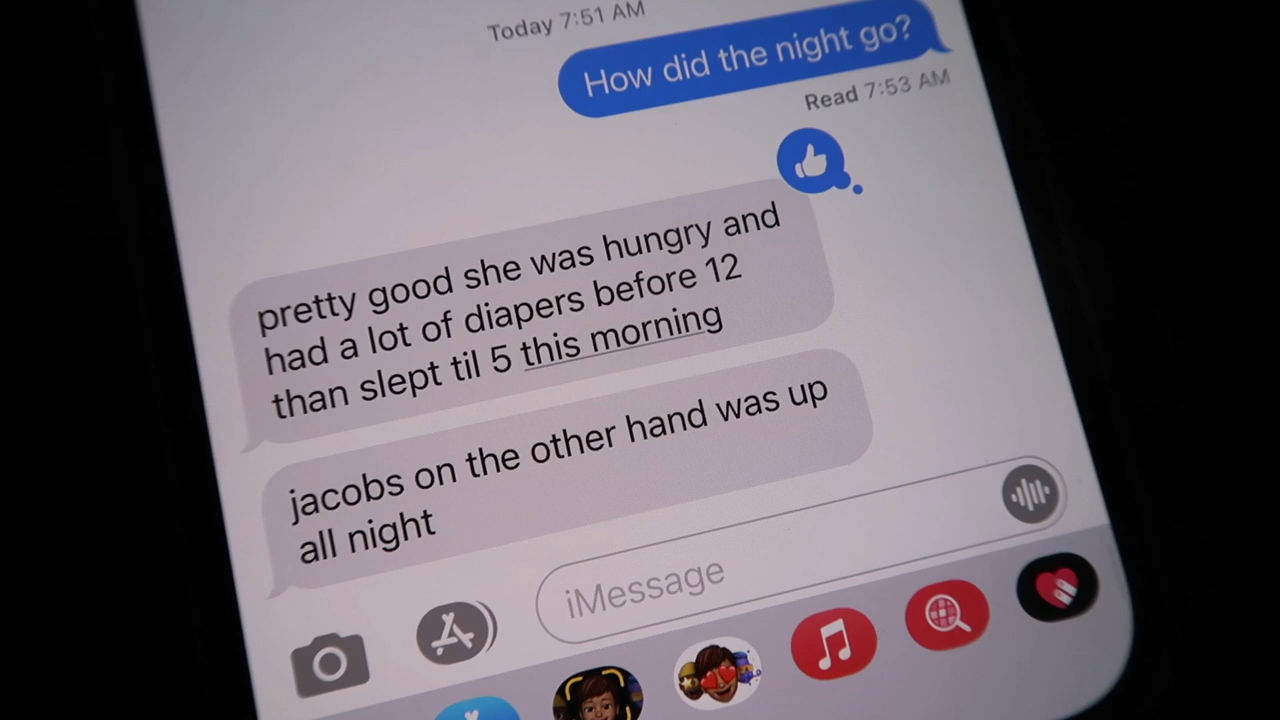 Today 7:51 AM
How did the night go?
Read 7:53 AM
pretty good she was hungry and
had a lot of diapers before 12
than slept til 5 this morning
jacobs on the other hand was up
all night
iMessage